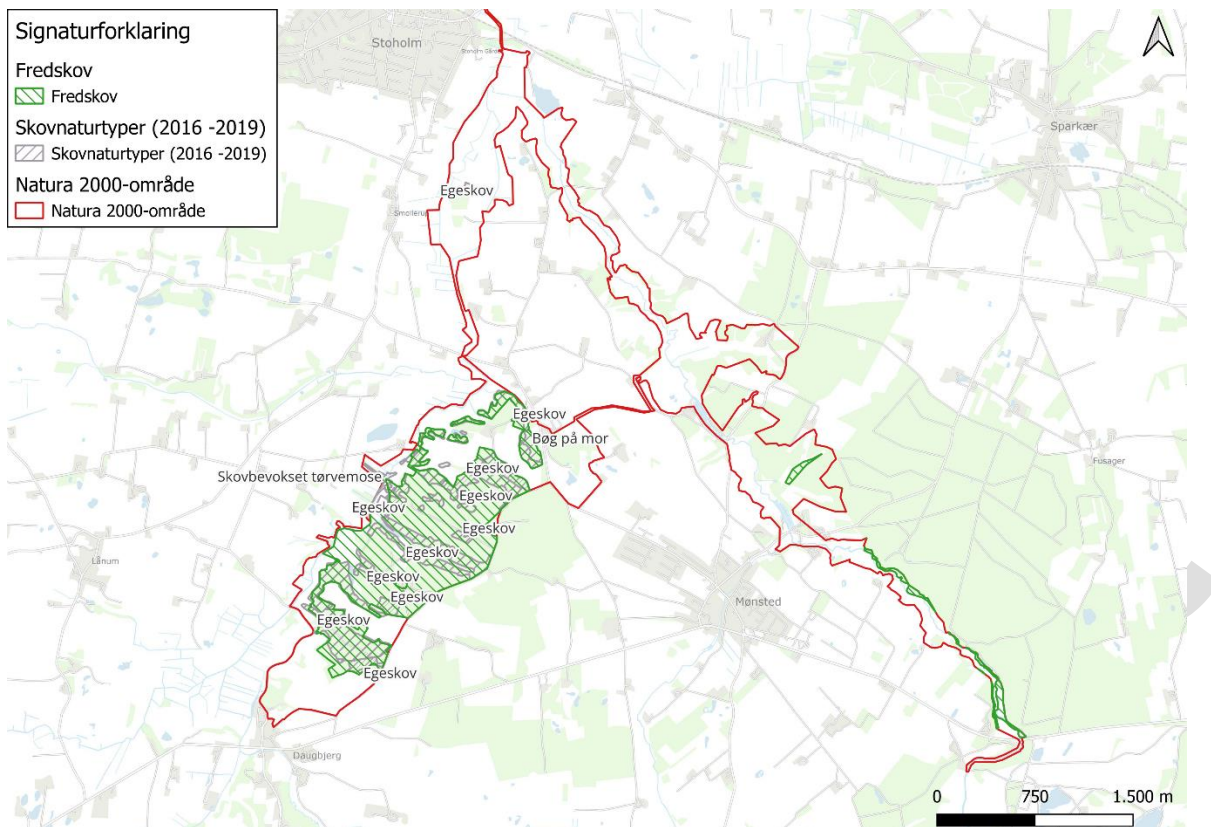 Signaturforklaring
Fredskov
Fredskov
Skovnaturtyper (2016 -2019)
Skovnaturtyper (2016 -2019)
Natura 2000-område
Natura 2000-område
Stoholm
Sparkær
Egeskov
Smollerup
Egeskov
Bøg på mor
Fusager
Egeskov
Skovbevokset tørvemose
Egeskov
Egeskov
Egeskov
Egeskov
Lånum
Egeskov
Egeskov
Mønsted
Egeskov
Egeskov
Daugbjerg
0 750 1.500 m